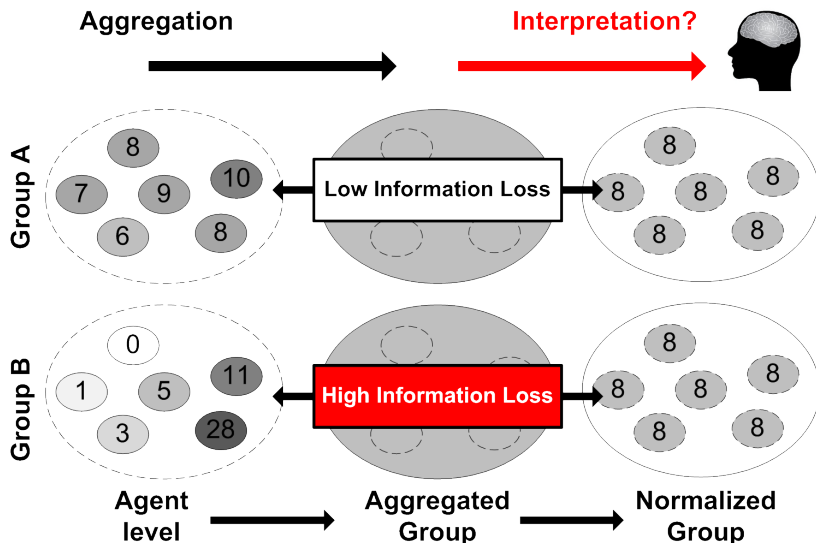 Aggregation
Interpretation?
Group A
8
7
9
10
6
8
Low Information Loss
8
8
8
8
8
8
Group B
0
1
5
11
3
28
High Information Loss
8
8
8
8
8
8
Agent
level
Aggregated
Group
Normalized
Group